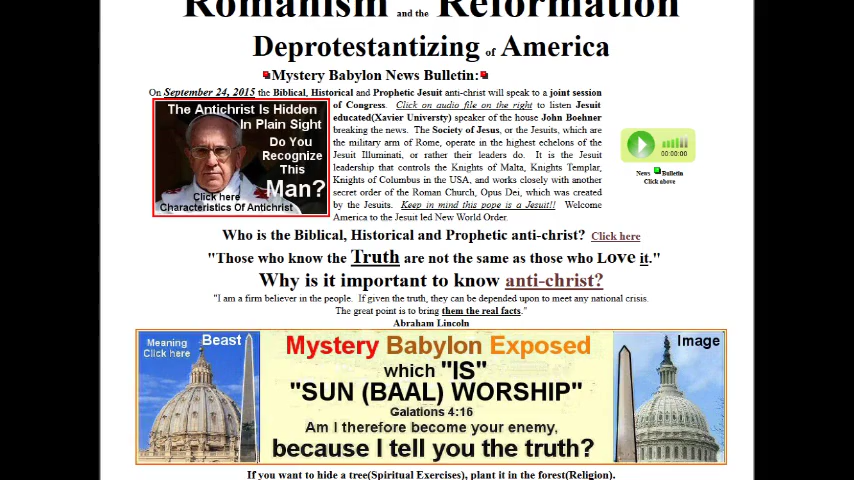 Romanism and the Reformation
Deprotestantizing of America
Mystery Babylon News Bulletin:
On September 24, 2015 the Biblical, Historical and Prophetic Jesuit anti-christ will speak to a joint session
of Congress. Click on audio file on the right to listen Jesuit
educated(Xavier Universty) speaker of the house John Boehner
breaking the news. The Society of Jesus, or the Jesuits, which are
the military arm of Rome, operate in the highest echelons of the
Jesuit Illuminati, or rather their leaders do. It is the Jesuit
leadership that controls the Knights of Malta, Knights Templar,
Knights of Columbus in the USA, and works closely with another
secret order of the Roman Church, Opus Dei, which was created
by the Jesuits. Keep in mind this pope is a Jesuit!! Welcome
America to the Jesuit led New World Order.
The Antichrist Is Hidden
In Plain Sight
Do You
Recognize
This
Man?
Click here
Characteristics Of Antichrist
00:00:00
News Bulletin
Click above
Who is the Biblical, Historical and Prophetic anti-christ? Click here
"Those who know the Truth are not the same as those who Love it."
Why is it important to know anti-christ?
"I am a firm believer in the people. If given the truth, they can be depended upon to meet any national crisis.
The great point is to bring them the real facts."
Abraham Lincoln
Meaning
Click here
Beast
Mystery Babylon Exposed
which "IS"
"SUN (BAAL) WORSHIP"
Galations 4:16
Am I therefore become your enemy,
because I tell you the truth?
Image
If you want to hide a tree(Spiritual Exercises), plant it in the forest(Religion).